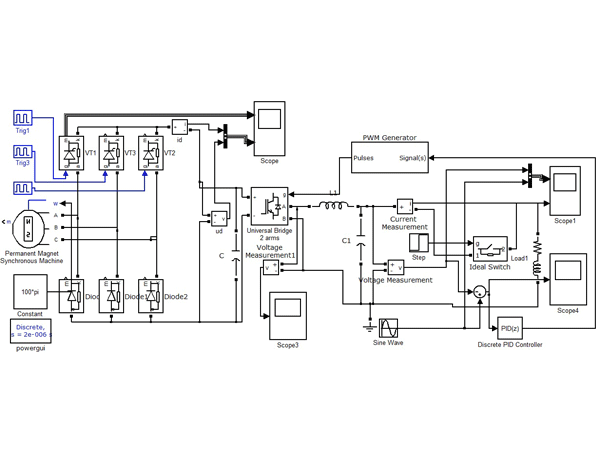 Trig1
Trig3
VT1
VT3
VT2
id
Scope
PWM Generator
Pulses
Signal(s)
Scope1
m
w
A
B
C
Permanent Magnet
Synchronous Machine
ud
C
g
+
-
A
B
Universal Bridge
2 arms
L1
C1
Current
Measurement
Step
g
1
2
Load1
Ideal Switch
Voltage
Measurement1
Voltage Measurement
100*pi
Constant
Diode1
Diode2
Discrete,
s = 2e-006 s
powergui
Scope3
Scope4
Sine Wave
PID(z)
Discrete PID Controller